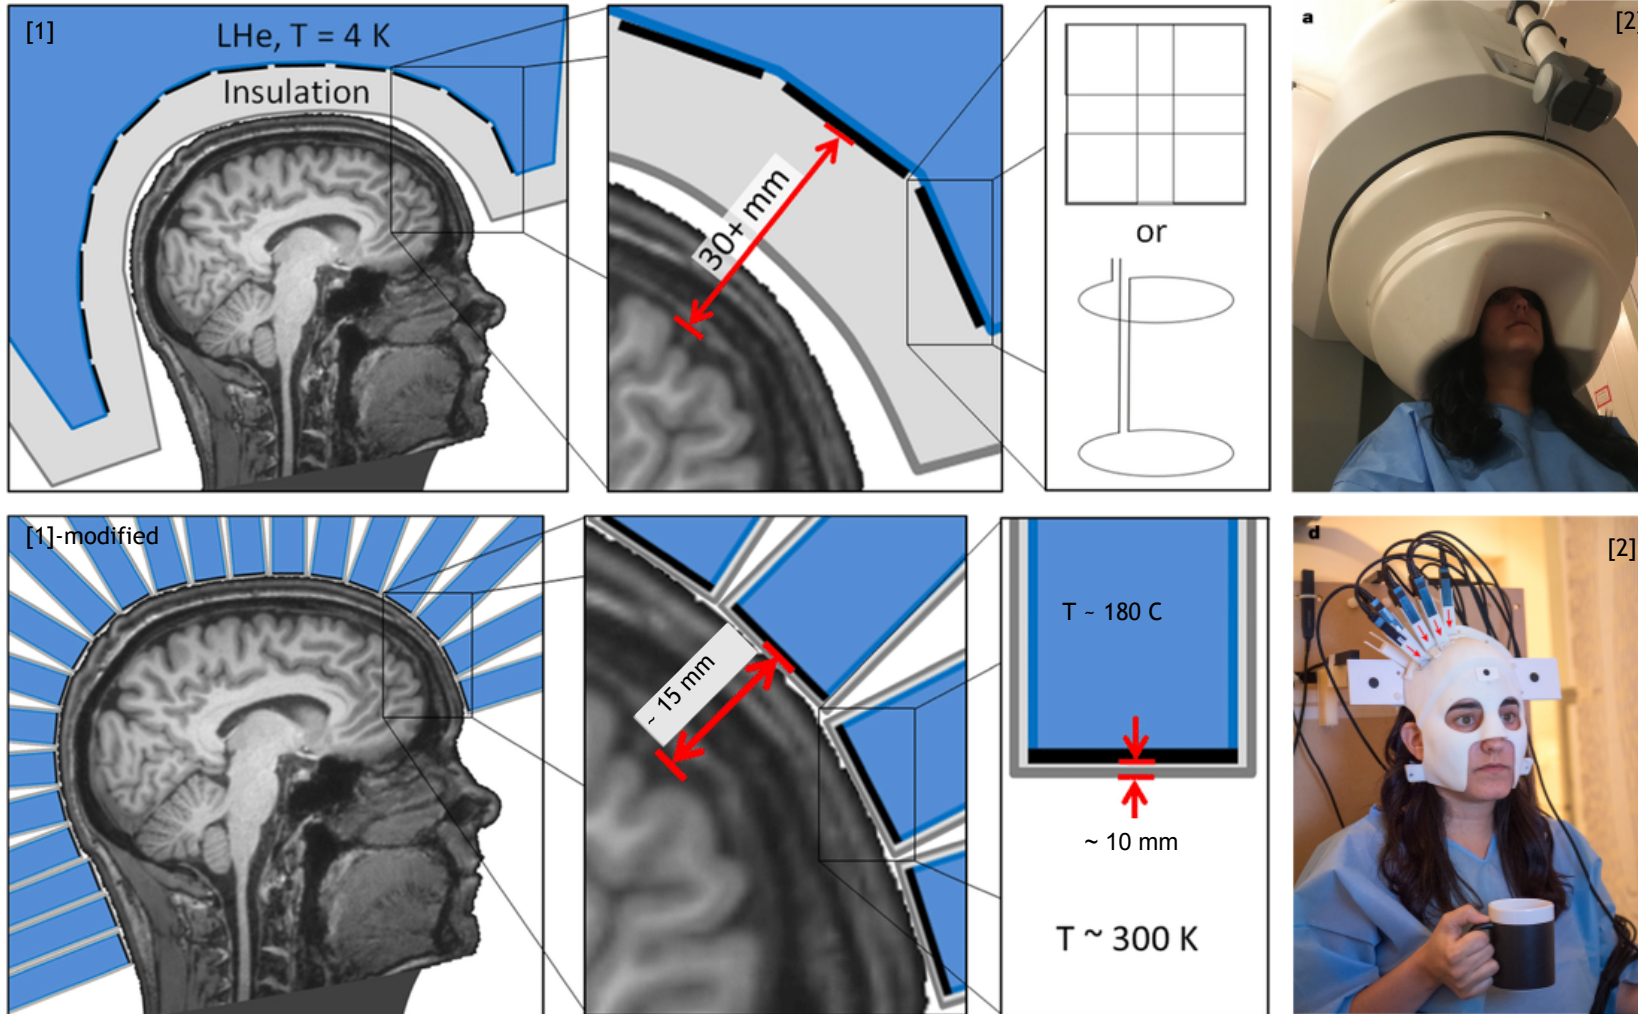 [1]
LHe, T = 4 K
Insulation
30+ mm
or
a
[2]
[1]-modified
~ 15 mm
T ~ 180 C
~ 10 mm
T ~ 300 K
d
[2]